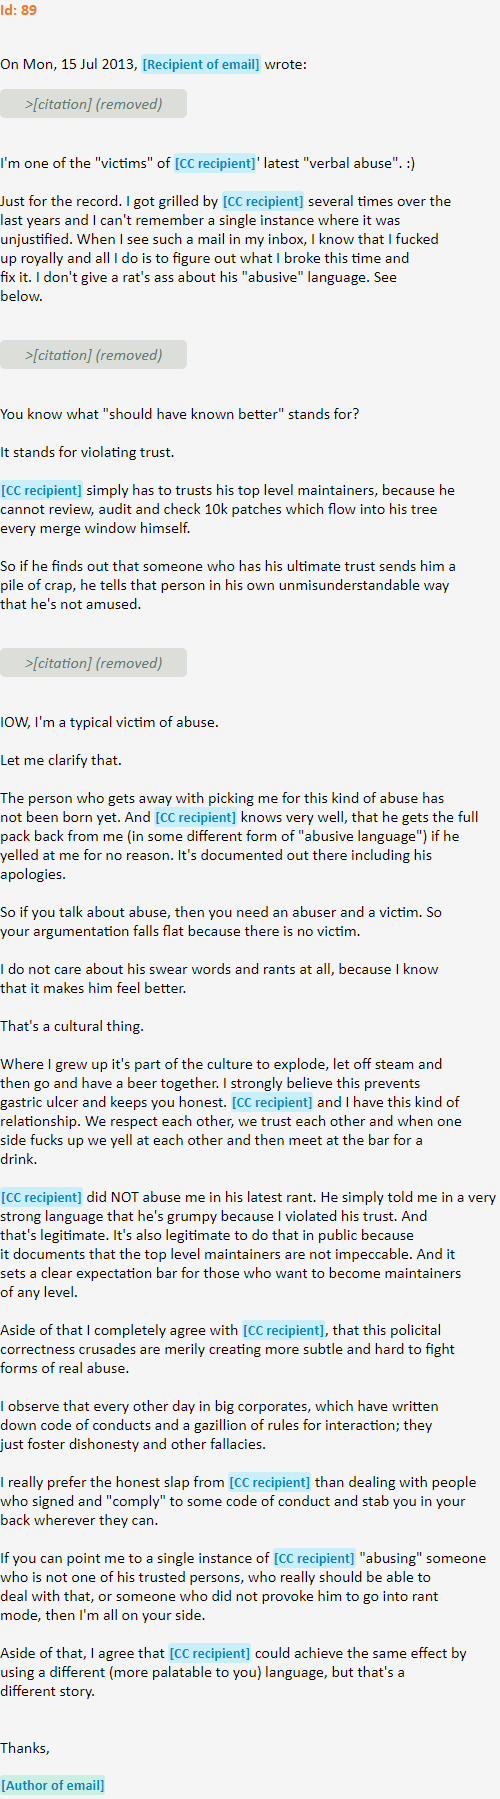 Id: 89
On Mon, 15 Jul 2013, [Recipient of email] wrote:
>[citation] (removed)
I'm one of the "victims" of [CC recipient]' latest "verbal abuse". :)
Just for the record. I got grilled by [CC recipient] several times over the
last years and I can't remember a single instance where it was
unjustified. When I see such a mail in my inbox, I know that I fucked
up royally and all I do is to figure out what I broke this time and
fix it. I don't give a rat's ass about his "abusive" language. See
below.
>[citation] (removed)
You know what "should have known better" stands for?
It stands for violating trust.
[CC recipient] simply has to trusts his top level maintainers, because he
cannot review, audit and check 10k patches which flow into his tree
every merge window himself.
So if he finds out that someone who has his ultimate trust sends him a
pile of crap, he tells that person in his own unmisunderstandable way
that he's not amused.
>[citation] (removed)
IOW, I'm a typical victim of abuse.
Let me clarify that.
The person who gets away with picking me for this kind of abuse has
not been born yet. And [CC recipient] knows very well, that he gets the full
pack back from me (in some different form of "abusive language") if he
yelled at me for no reason. It's documented out there including his
apologies.
So if you talk about abuse, then you need an abuser and a victim. So
your argumentation falls flat because there is no victim.
I do not care about his swear words and rants at all, because I know
that it makes him feel better.
That's a cultural thing.
Where I grew up it's part of the culture to explode, let off steam and
then go and have a beer together. I strongly believe this prevents
gastric ulcer and keeps you honest. [CC recipient] and I have this kind of
relationship. We respect each other, we trust each other and when one
side fucks up we yell at each other and then meet at the bar for a
drink.
[CC recipient] did NOT abuse me in his latest rant. He simply told me in a very
strong language that he's grumpy because I violated his trust. And
that's legitimate. It's also legitimate to do that in public because
it documents that the top level maintainers are not impeccable. And it
sets a clear expectation bar for those who want to become maintainers
of any level.
Aside of that I completely agree with [CC recipient], that this policital
correctness crusades are merily creating more subtle and hard to fight
forms of real abuse.
I observe that every other day in big corporates, which have written
down code of conducts and a gazillion of rules for interaction; they
just foster dishonesty and other fallacies.
I really prefer the honest slap from [CC recipient] than dealing with people
who signed and "comply" to some code of conduct and stab you in your
back wherever they can.
If you can point me to a single instance of [CC recipient] "abusing" someone
who is not one of his trusted persons, who really should be able to
deal with that, or someone who did not provoke him to go into rant
mode, then I'm all on your side.
Aside of that, I agree that [CC recipient] could achieve the same effect by
using a different (more palatable to you) language, but that's a
different story.
Thanks,
[Author of email]